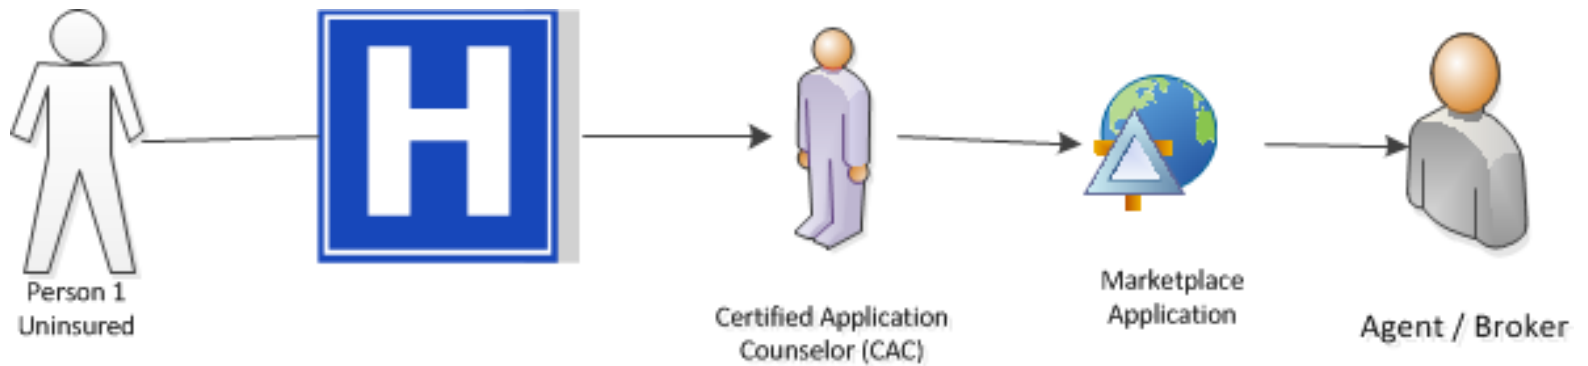 H
Person 1
Uninsured
Certified Application
Counselor (CAC)
Marketplace
Application
Agent / Broker